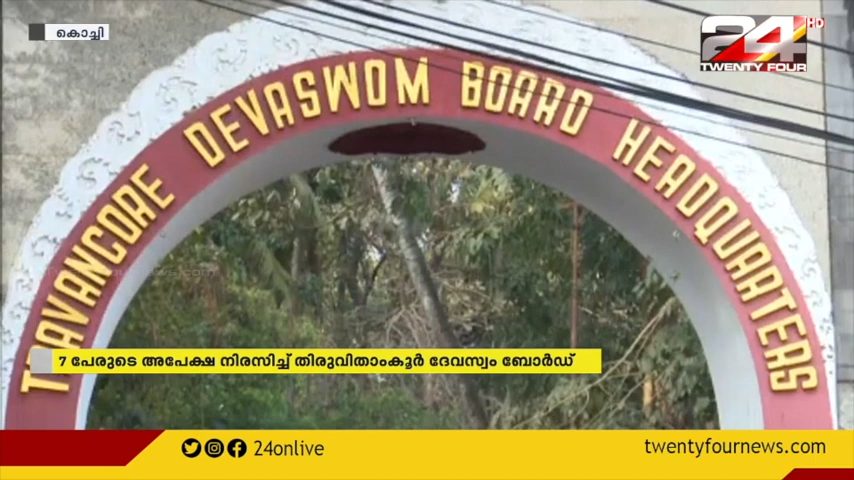 കൊച്ചി
24 HD
TWENTY FOUR
TRAVANCORE DEVASWOM BOARD HEADQUARTERS
7 പേരുടെ അപേക്ഷ നിരസിച്ച് തിരുവിതാംകൂർ ദേവസ്വം ബോർഡ്
24onlive
twentyfournews.com